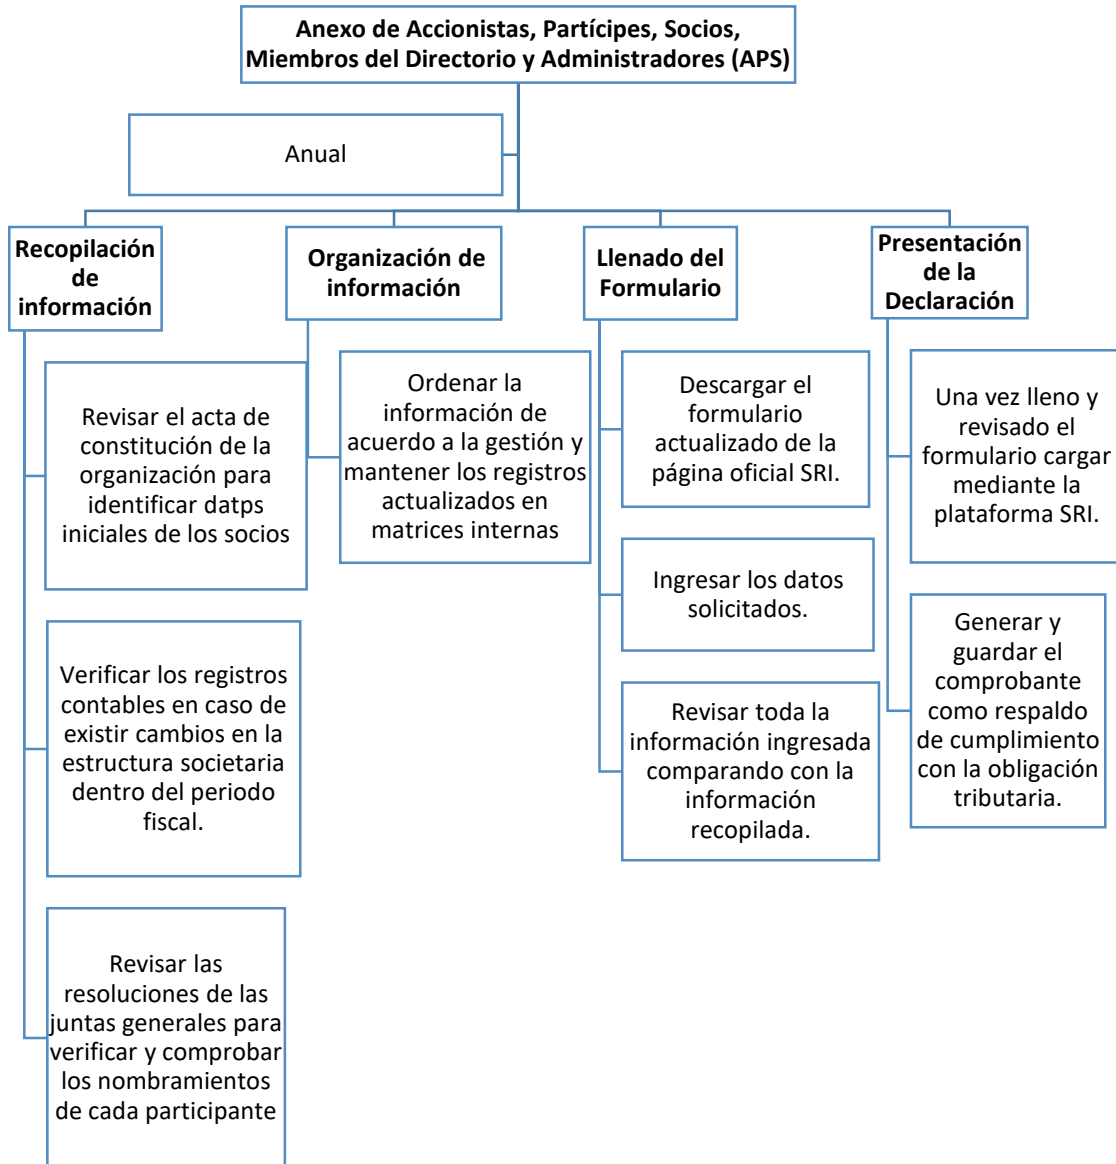 Anexo de Accionistas, Partícipes, Socios,
Miembros del Directorio y Administradores (APS)
Anual
Recopilación
de
información
Revisar el acta de
constitución de la
organización para
identificar datps
iniciales de los socios
Verificar los registros
contables en caso de
existir cambios en la
estructura societaria
dentro del periodo
fiscal.
Revisar las
resoluciones de las
juntas generales para
verificar y comprobar
los nombramientos
de cada participante
Organización de
información
Ordenar la
información de
acuerdo a la gestión y
mantener los registros
actualizados en
matrices internas
Llenado del
Formulario
Descargar el
formulario
actualizado de la
página oficial SRI.
Ingresar los datos
solicitados.
Revisar toda la
información ingresada
comparando con la
información
recopilada.
Presentación
de la
Declaración
Una vez lleno y
revisado el
formulario cargar
mediante la
plataforma SRI.
Generar y
guardar el
comprobante
como respaldo
de cumplimiento
con la obligación
tributaria.